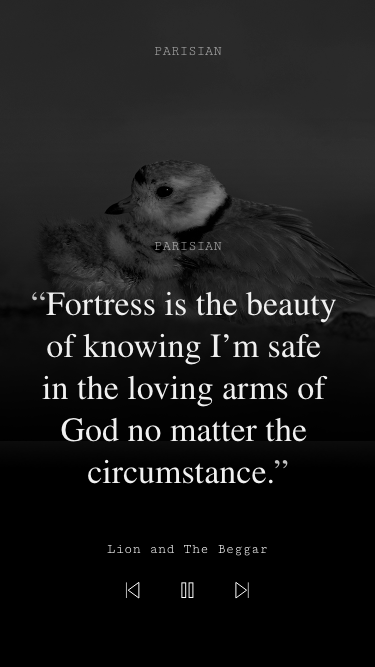 PARISIAN
PARISIAN
“Fortress is the beauty
of knowing I’m safe
in the loving arms of
God no matter the
circumstance.”
Lion and The Beggar